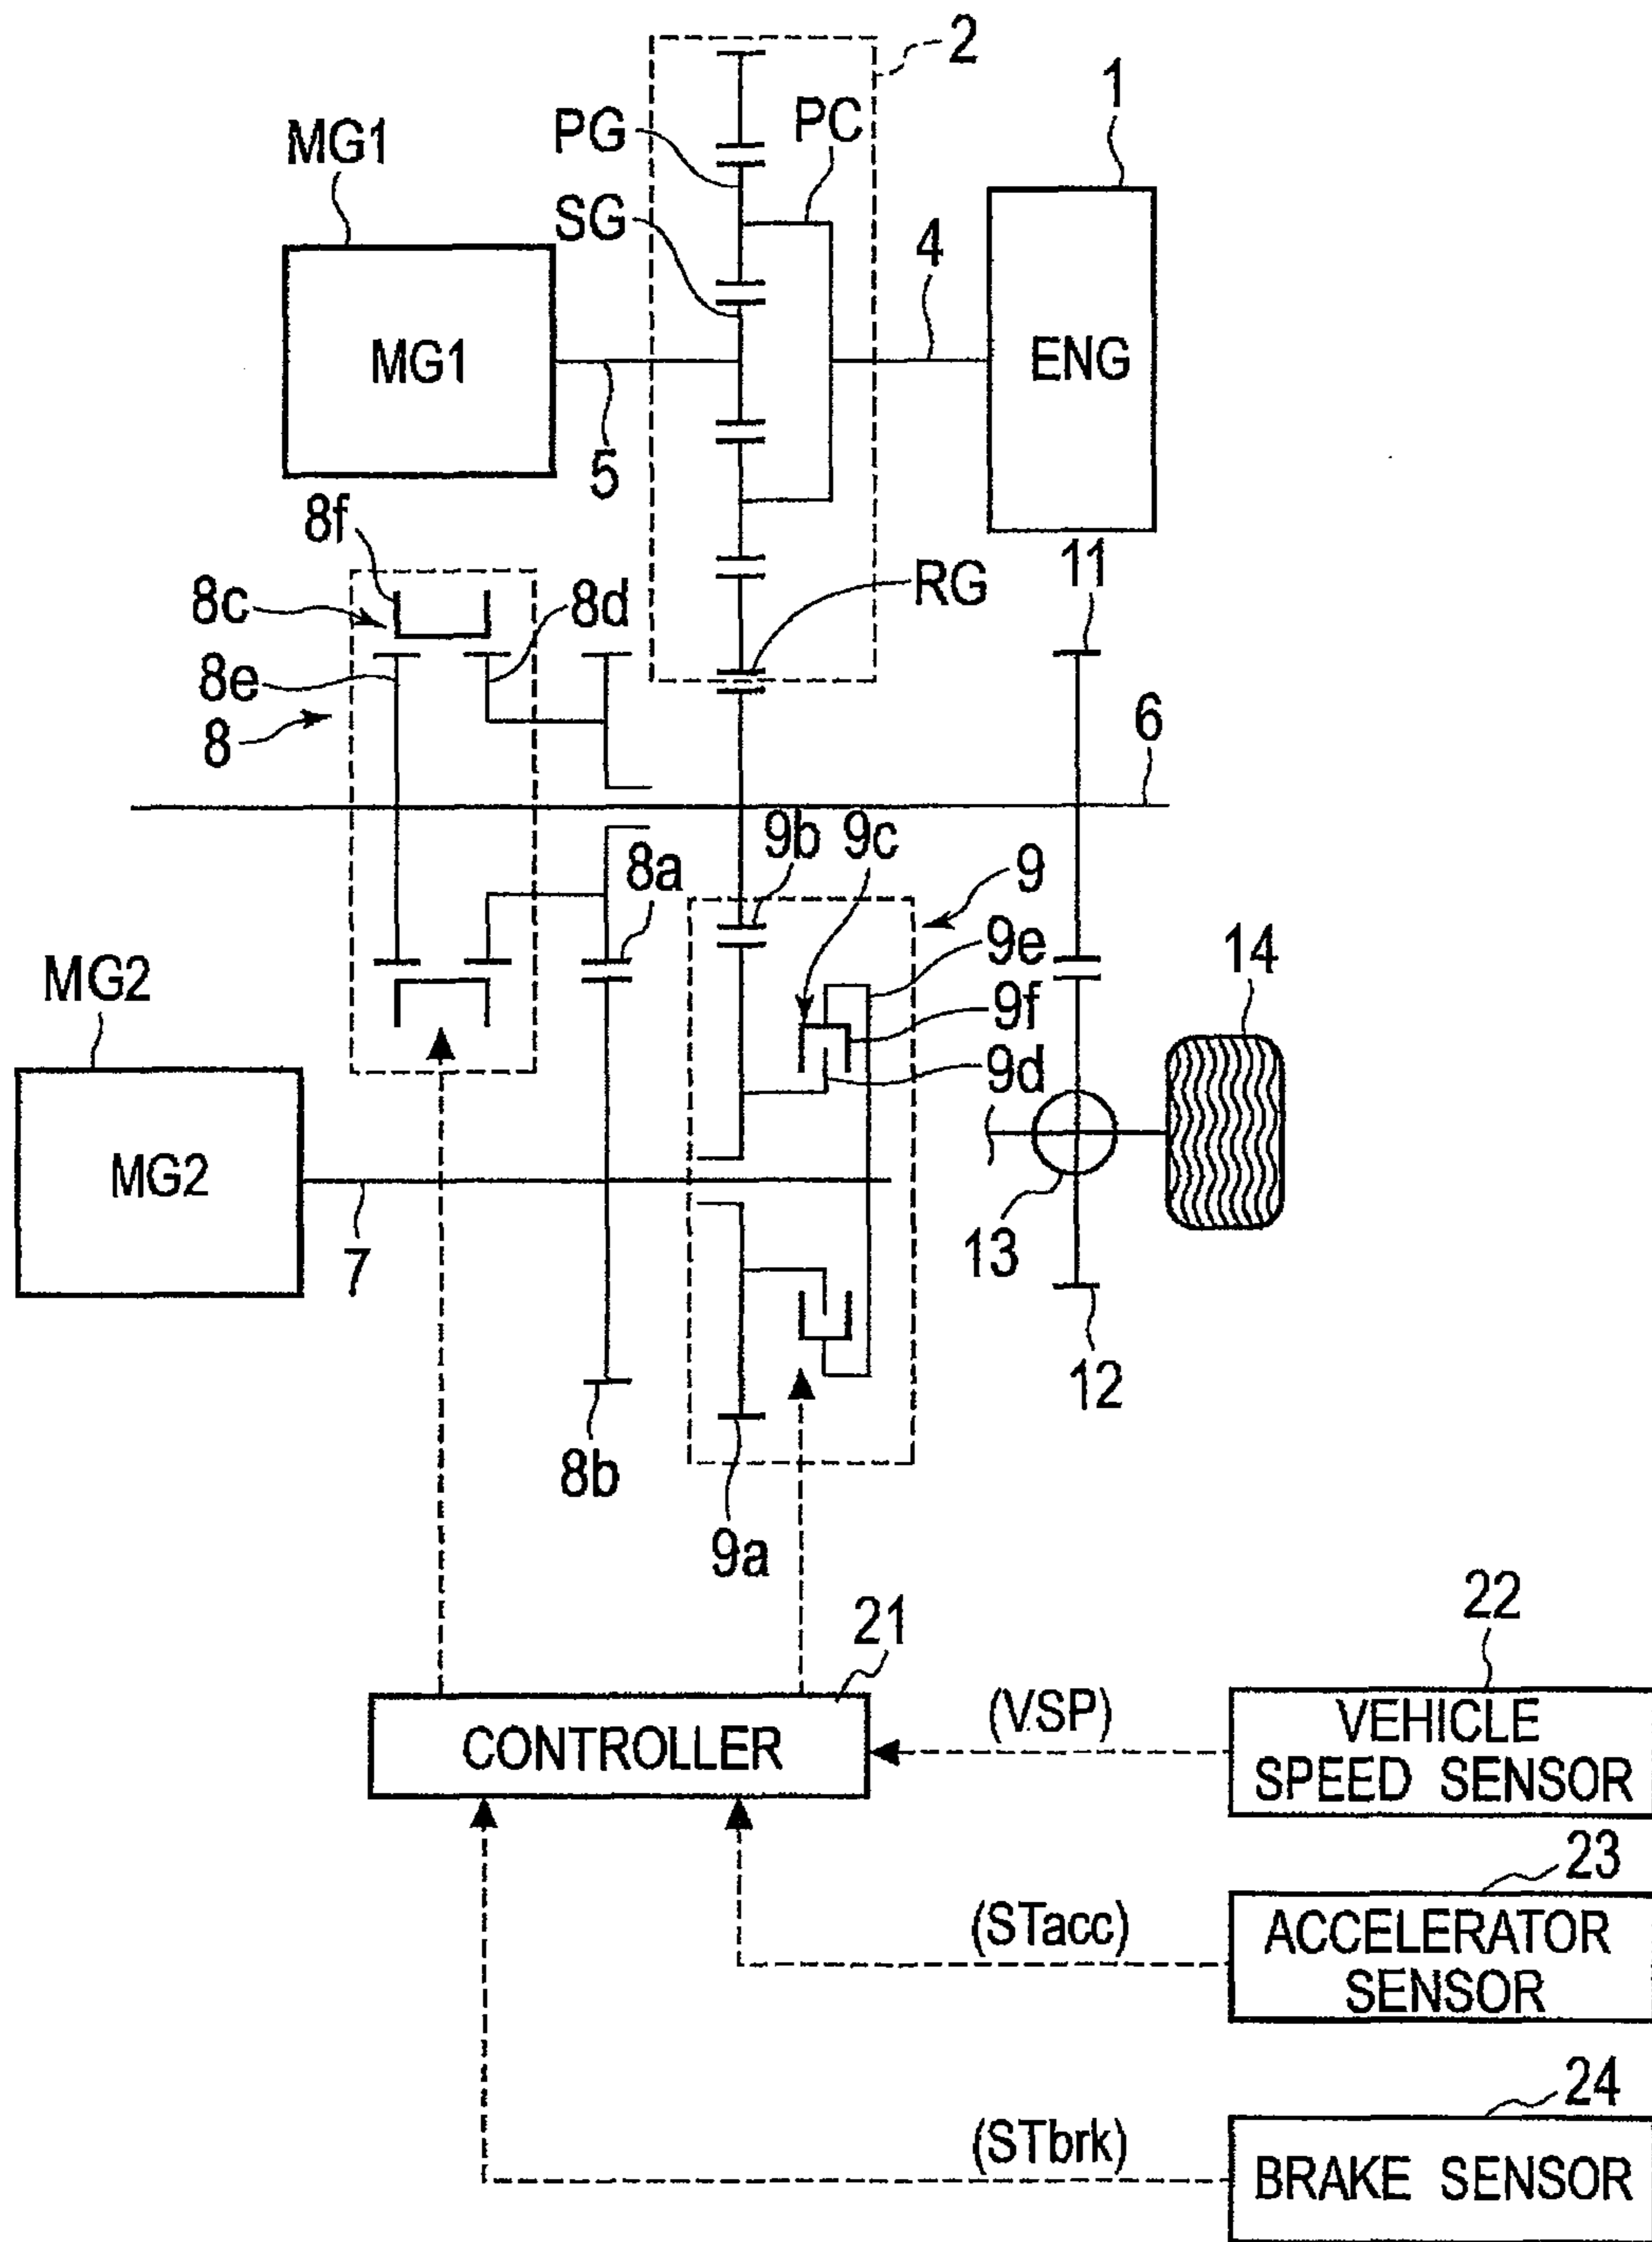 2
1
PG
PC
MG1
SG
4
MG1
ENG
5
8f
11
RG
8c
8d
8e
8
6
9b
9c
8a
9
9e
14
MG2
9f
9d
MG2
13
7
12
8b
9a
21
22
CONTROLLER
(VSP)
VEHICLE
SPEED SENSOR
23
(STacc)
ACCELERATOR
SENSOR
24
(STbrk)
BRAKE SENSOR